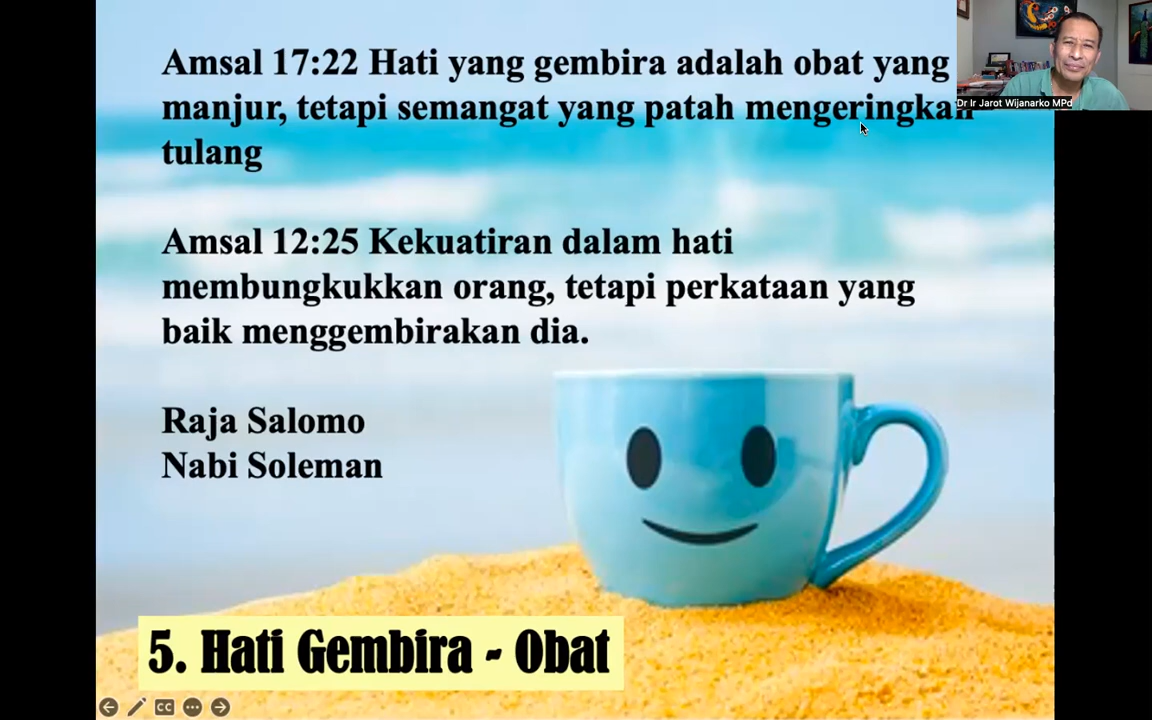 Amsal 17:22 Hati yang gembira adalah obat yang
manjur, tetapi semangat yang patah mengeringkan
tulang
Amsal 12:25 Kekuatiran dalam hati
membungkukkan orang, tetapi perkataan yang
baik menggembirakan dia.
Raja Salomo
Nabi Soleman
5. Hati Gembira - Obat
Dr Ir Jarot Wijanarko MPd
CC